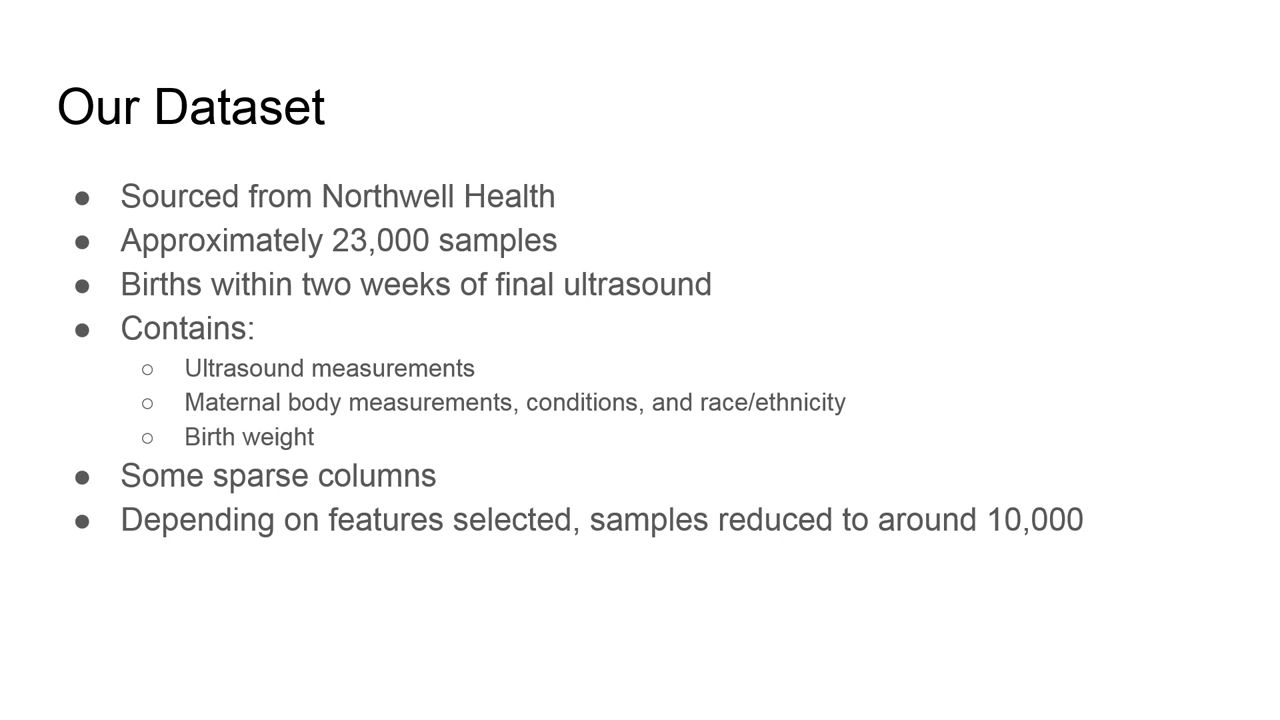 Our Dataset
● Sourced from Northwell Health
● Approximately 23,000 samples
● Births within two weeks of final ultrasound
● Contains:
○ Ultrasound measurements
○ Maternal body measurements, conditions, and race/ethnicity
○ Birth weight
● Some sparse columns
● Depending on features selected, samples reduced to around 10,000